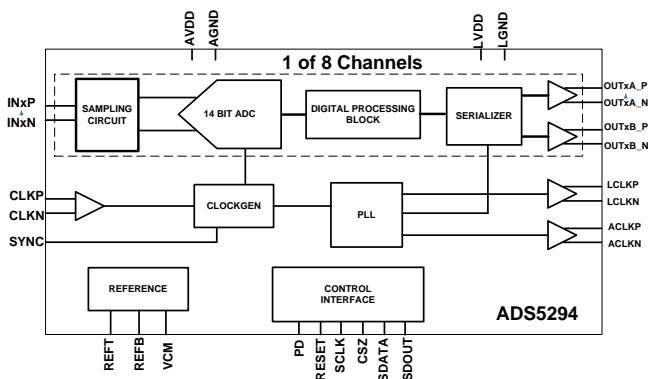 AVDD
AGND
LVDD
LGND
1 of 8 Channels
INxP
INxN
SAMPLING
CIRCUIT
14 BIT ADC
DIGITAL PROCESSING
BLOCK
SERIALIZER
OUTxA_P
OUTxA_N
OUTxB_P
OUTxB_N
CLKP
CLKN
SYNC
CLOCKGEN
PLL
LCLKP
LCLKN
ACLKP
ACLKN
REFERENCE
CONTROL
INTERFACE
ADS5294
REFT
REFB
VCM
PD
RESET
SCLK
CSZ
SDATA
SDOUT